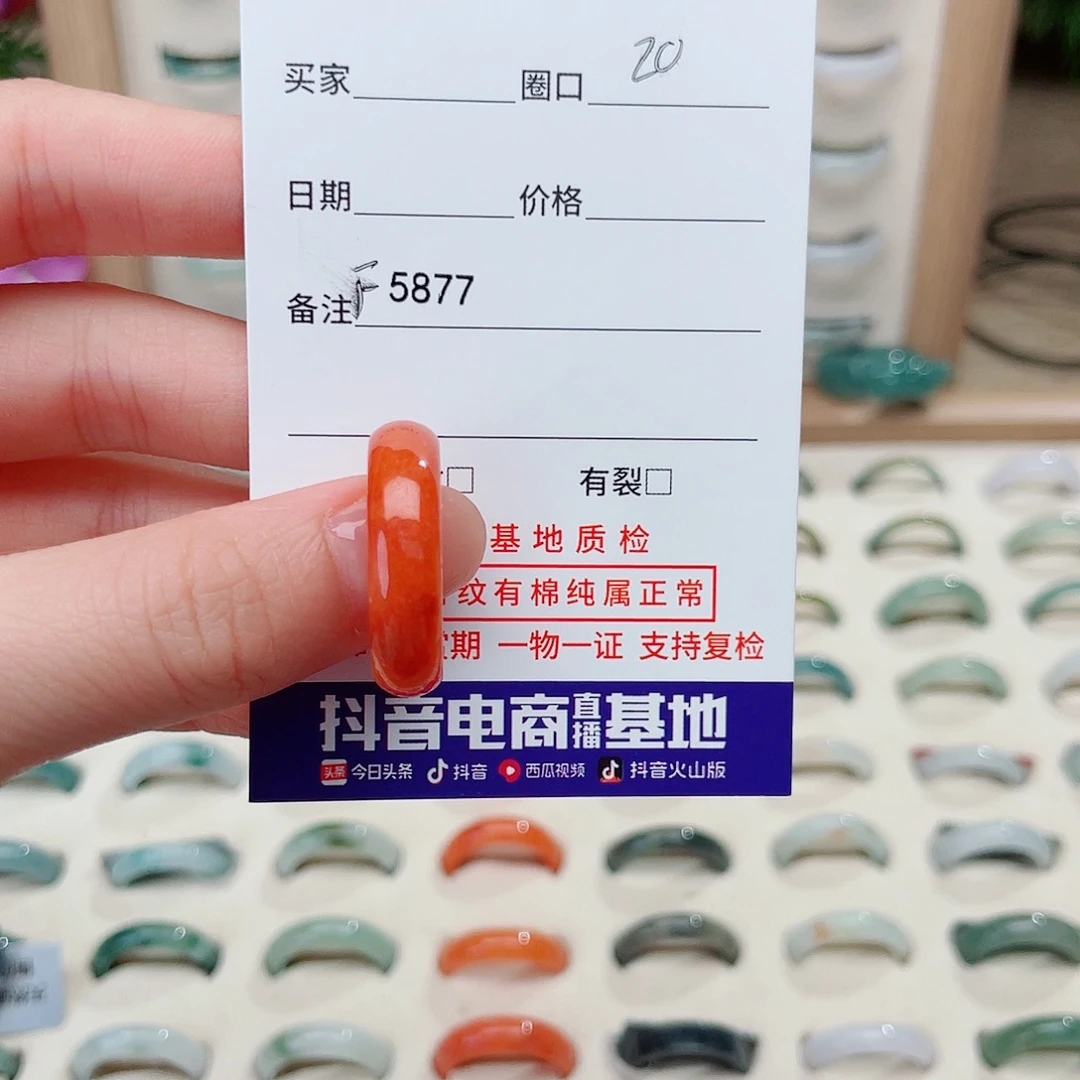 买家 圈口 20
日期 价格
备注 F 5877
有裂
基地质检
纹有棉纯属正常
期 一物一证 支持复检
抖音电商直播基地
头条 今日头条 抖音 西瓜视频 抖音火山版